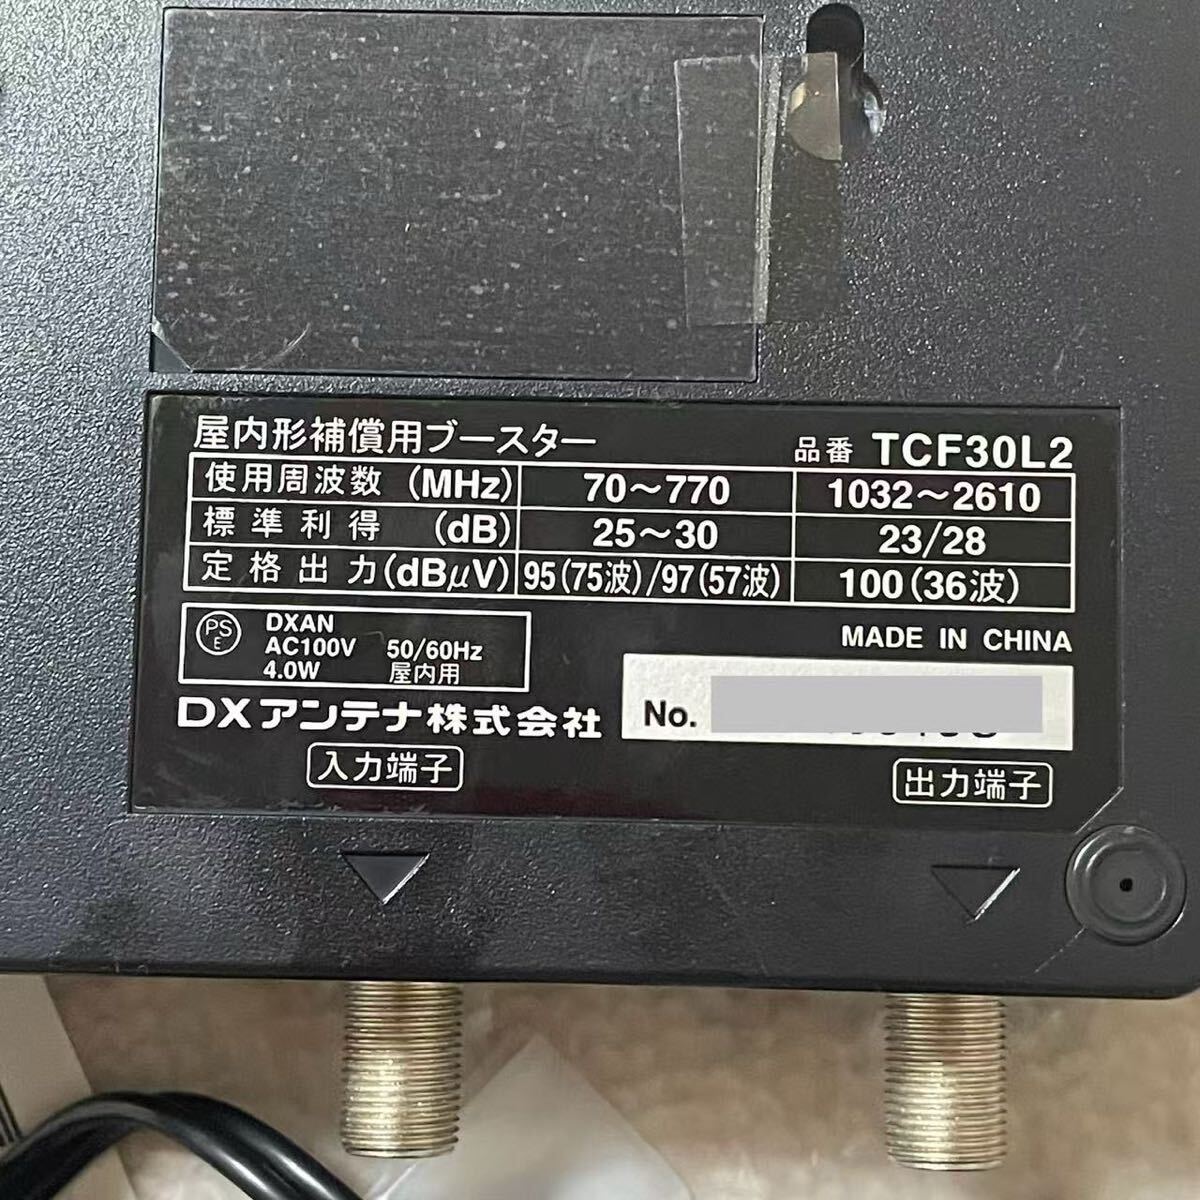 屋内形補償用ブースター 品番 TCF30L2
使用周波数 (MHz) 70～770 1032～2610
標準利得 (dB) 25～30 23/28
定格出力(dBμV) 95(75波)/97(57波) 100(36波)
PS E DXAN
AC100V 50/60Hz
4.0W 屋内用
MADE IN CHINA
DXアンテナ株式会社 No.
入力端子 出力端子